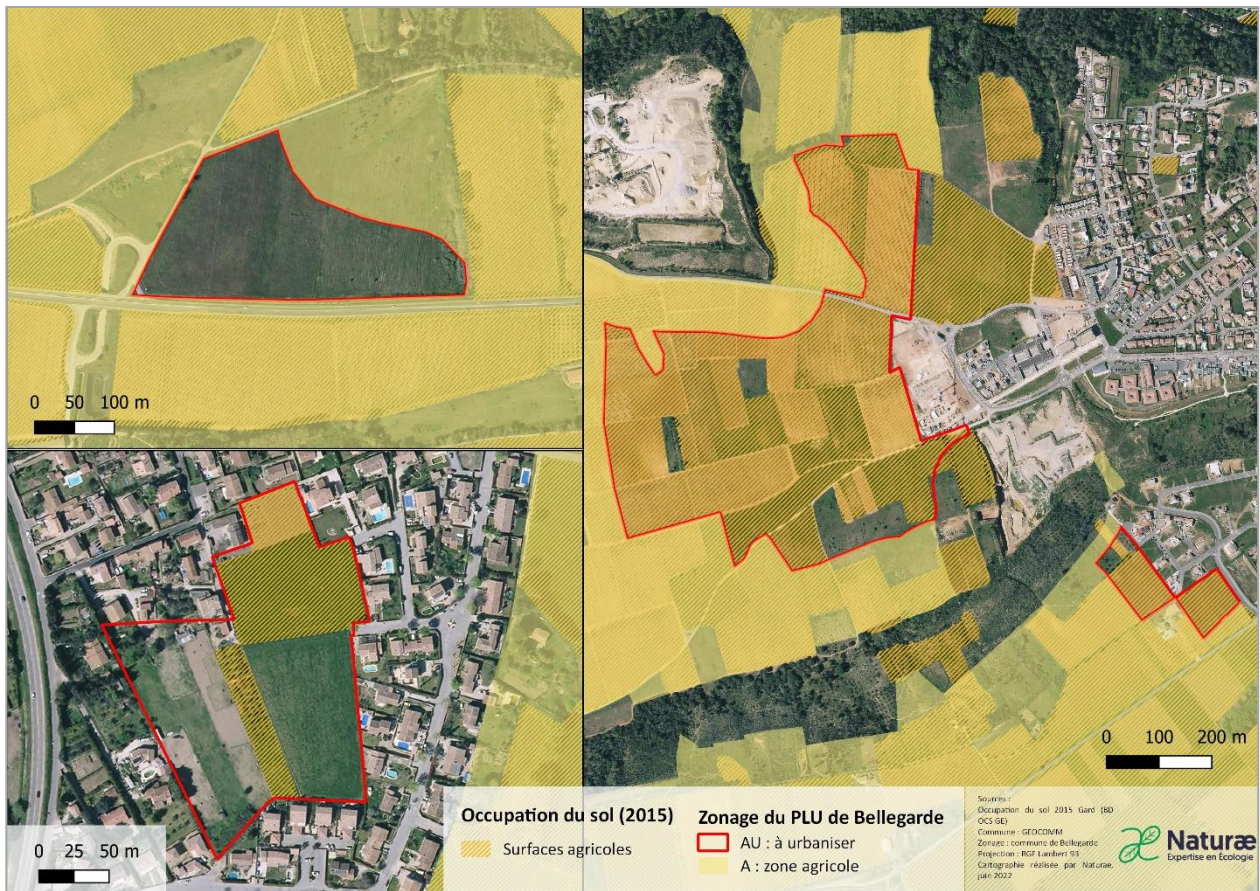 0 50 100 m
0 100 200 m
0 25 50 m
Occupation du sol (2015)
Surfaces agricoles
Zonage du PLU de Bellegarde
AU : à urbaniser
A : zone agricole
Sources :
Occupation du sol 2015 Gard (BD
OCS GE)
Commune : GEOCOMM
Zonage : commune de Bellegarde
Projection : RGF Lambert 93
Cartographie réalisée par Naturae,
juin 2022
Naturæ
Expertise en Écologie